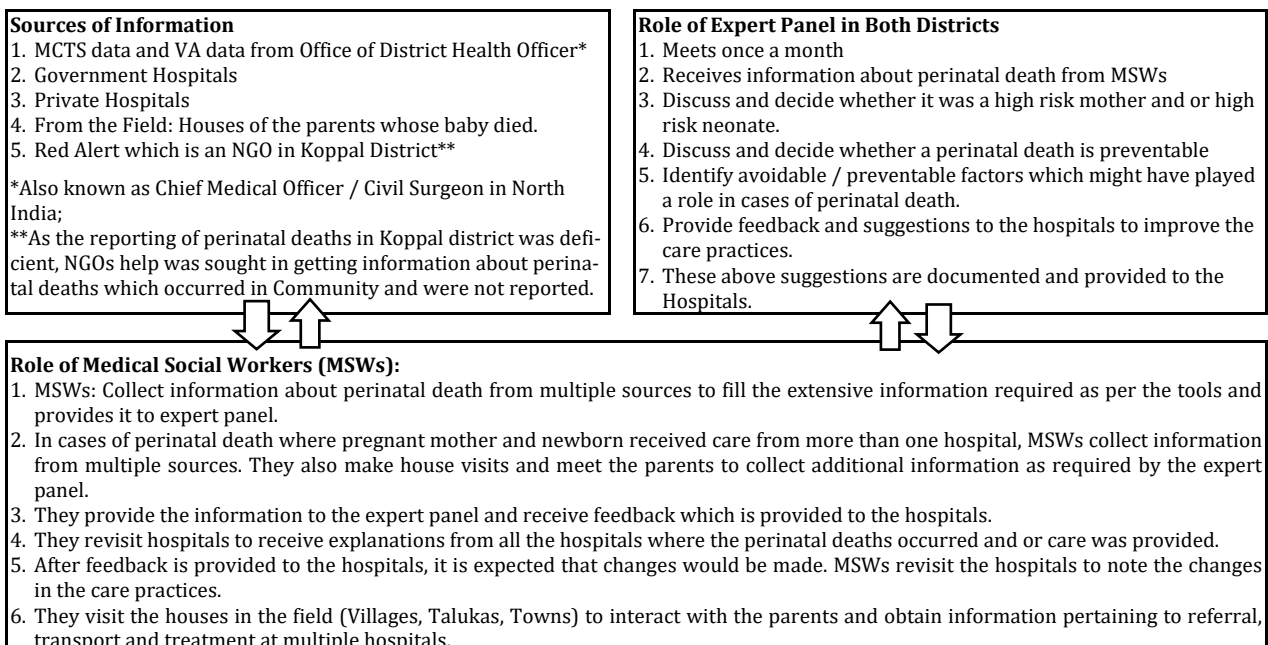 Sources of Information
1. MCTS data and VA data from Office of District Health Officer*
2. Government Hospitals
3. Private Hospitals
4. From the Field: Houses of the parents whose baby died.
5. Red Alert which is an NGO in Koppal District**
*Also known as Chief Medical Officer / Civil Surgeon in North
India;
**As the reporting of perinatal deaths in Koppal district was defi-
cient, NGOs help was sought in getting information about perina-
tal deaths which occurred in Community and were not reported.
Role of Expert Panel in Both Districts
1. Meets once a month
2. Receives information about perinatal death from MSWs
3. Discuss and decide whether it was a high risk mother and or high
risk neonate.
4. Discuss and decide whether a perinatal death is preventable
5. Identify avoidable / preventable factors which might have played
a role in cases of perinatal death.
6. Provide feedback and suggestions to the hospitals to improve the
care practices.
7. These above suggestions are documented and provided to the
Hospitals.
Role of Medical Social Workers (MSWs):
1. MSWs: Collect information about perinatal death from multiple sources to fill the extensive information required as per the tools and
provides it to expert panel.
2. In cases of perinatal death where pregnant mother and newborn received care from more than one hospital, MSWs collect information
from multiple sources. They also make house visits and meet the parents to collect additional information as required by the expert
panel.
3. They provide the information to the expert panel and receive feedback which is provided to the hospitals.
4. They revisit hospitals to receive explanations from all the hospitals where the perinatal deaths occurred and or care was provided.
5. After feedback is provided to the hospitals, it is expected that changes would be made. MSWs revisit the hospitals to note the changes
in the care practices.
6. They visit the houses in the field (Villages, Talukas, Towns) to interact with the parents and obtain information pertaining to referral,
transport and treatment at multiple hospitals.